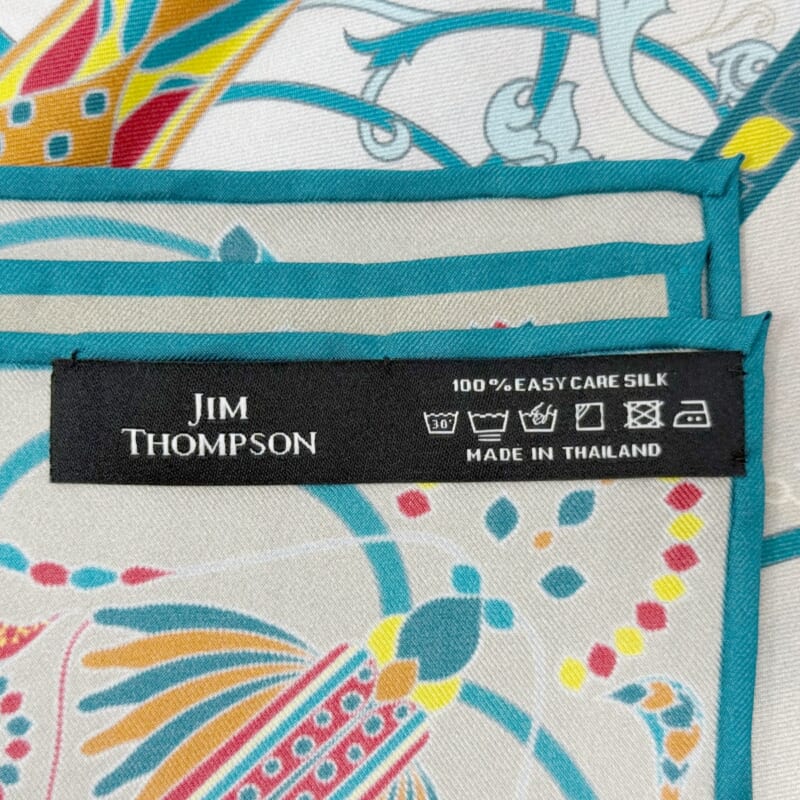 JIM
THOMPSON
100% EASY CARE SILK
30°
MADE IN THAILAND